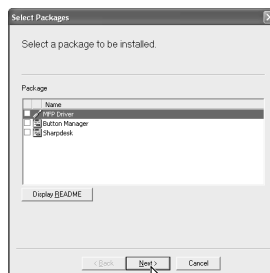 Select Packages
Select a package to be installed.
Package
Name
MFP Driver
Button Manager
Sharpdesk
Display README
< Back
Next >
Cancel